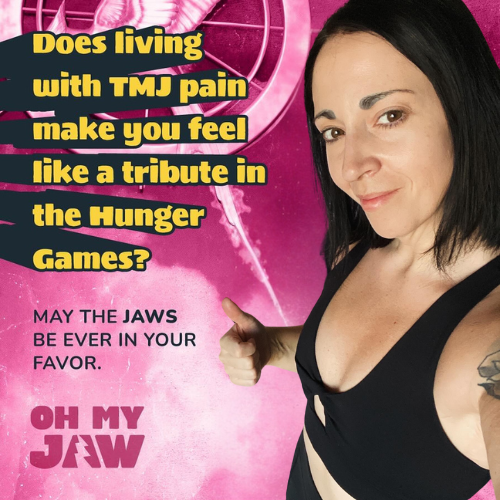 Does living
with TMJ pain
make you feel
like a tribute in
the Hunger
Games?
MAY THE JAWS
BE EVER IN YOUR
FAVOR.
OH MY
JAW